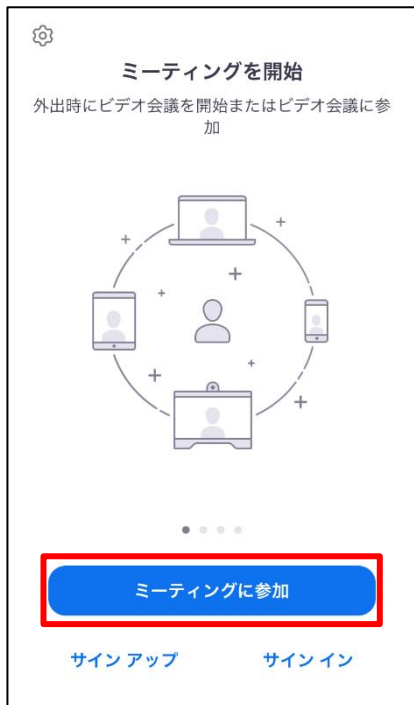 ミーティングを開始
外出時にビデオ会議を開始またはビデオ会議に参
加
ミーティングに参加
サイン アップ
サイン イン